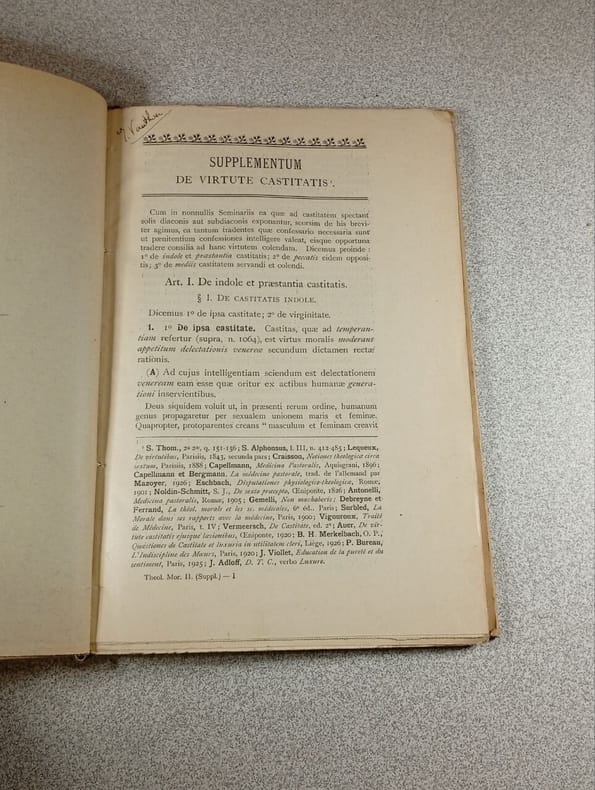 SUPPLEMENTUM
DE VIRTUTE CASTITATIS¹.
Cum in nonnullis Seminariis ea quæ ad castitatem spectant
solis diaconis aut subdiaconis exponantur, scorsim de his brevi-
ter agimus, ea tantum tradentes quæ confessario necessaria sunt
ut pœnitentium confessiones intelligere valeat, eisque opportuna
tradere consilia ad hanc virtutem colendam. Dicemus proinde :
1º de indole et præstantia castitatis; 2º de peccatis eidem opposi-
tis; 3º de mediis castitatem servandi et colendi.
Art. I. De indole et præstantia castitatis.
§ I. DE CASTITATIS INDOLE.
Dicemus 1º de ipsa castitate; 2º de virginitate.
1. 1º De ipsa castitate. Castitas, quæ ad temperan-
tiam refertur (supra, n. 1064), est virtus moralis moderans
appetitum delectationis venereæ secundum dictamen rectæ
rationis.
(A) Ad cujus intelligentiam sciendum est delectationem
veneream eam esse quæ oritur ex actibus humanæ genera-
tioni inservientibus.
Deus siquidem voluit ut, in præsenti rerum ordine, humanum
genus propagaretur per sexualem unionem maris et feminæ.
Quapropter, protoparentes creans “ masculum et feminam creavit
¹ S. Thom., 2ª 2æ, q. 151-156; S. Alphonsus, l. III, n. 412-485; Lequeux,
De virtutibus, Parisiis, 1843, secunda pars; Craisson, Notiones theologicæ circa
sextum, Parisiis, 1888; Capellmann, Medicina Pastoralis, Aquisgrani, 1896;
Capellmann et Bergmann, La médecine pastorale, trad. de l'allemand par
Mazoyer, 1926; Eschbach, Disputationes physiologico-theologicæ, Romæ,
1901; Noldin-Schmitt, S. J., De sexto præcepto, Œniponte, 1826; Antonelli,
Medicina pastoralis, Romæ, 1905; Gemelli, Non mœchaberis; Debreyne et
Ferrand, La théol. morale et les sc. médicales, 6e éd., Paris; Surbled, La
Morale dans ses rapports avec la médecine, Paris, 1900; Vigouroux, Traité
de Médecine, Paris, t. IV; Vermeersch, De Castitate, ed. 2ª; Auer, De vir-
tute castitatis ejusque læsionibus, Œniponte, 1920; B. H. Merkelbach, O. P.,
Quæstiones de Castitate et luxuria in utilitatem cleri, Liège, 1926; P. Bureau,
L'Indiscipline des Mœurs, Paris, 1920; J. Viollet, Education de la pureté et du
sentiment, Paris, 1925; J. Adloff, D. T. C., verbo Luxure.
Theol. Mor. II. (Suppl.) — 1